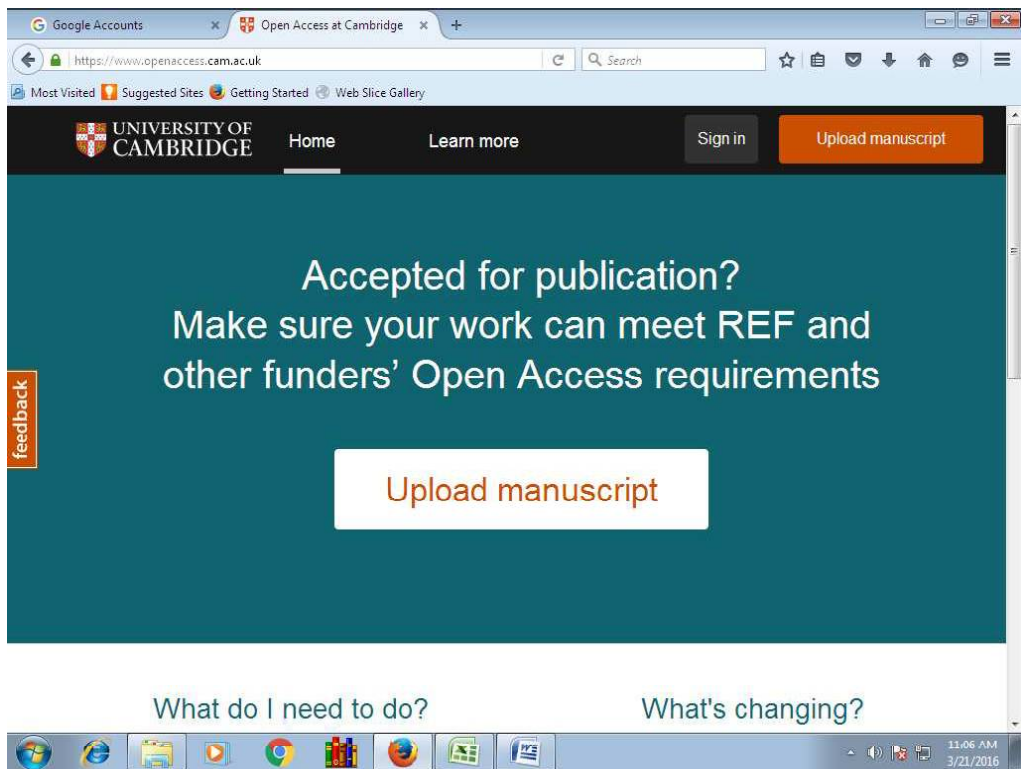 Google Accounts
Open Access at Cambridge
https://www.openaccess.cam.ac.uk
Search
Most Visited Suggested Sites Getting Started Web Slice Gallery
UNIVERSITY OF
CAMBRIDGE
Home
Learn more
Sign in
Upload manuscript
Accepted for publication?
Make sure your work can meet REF and
other funders’ Open Access requirements
feedback
Upload manuscript
What do I need to do?
What's changing?
11:06 AM
3/21/2016